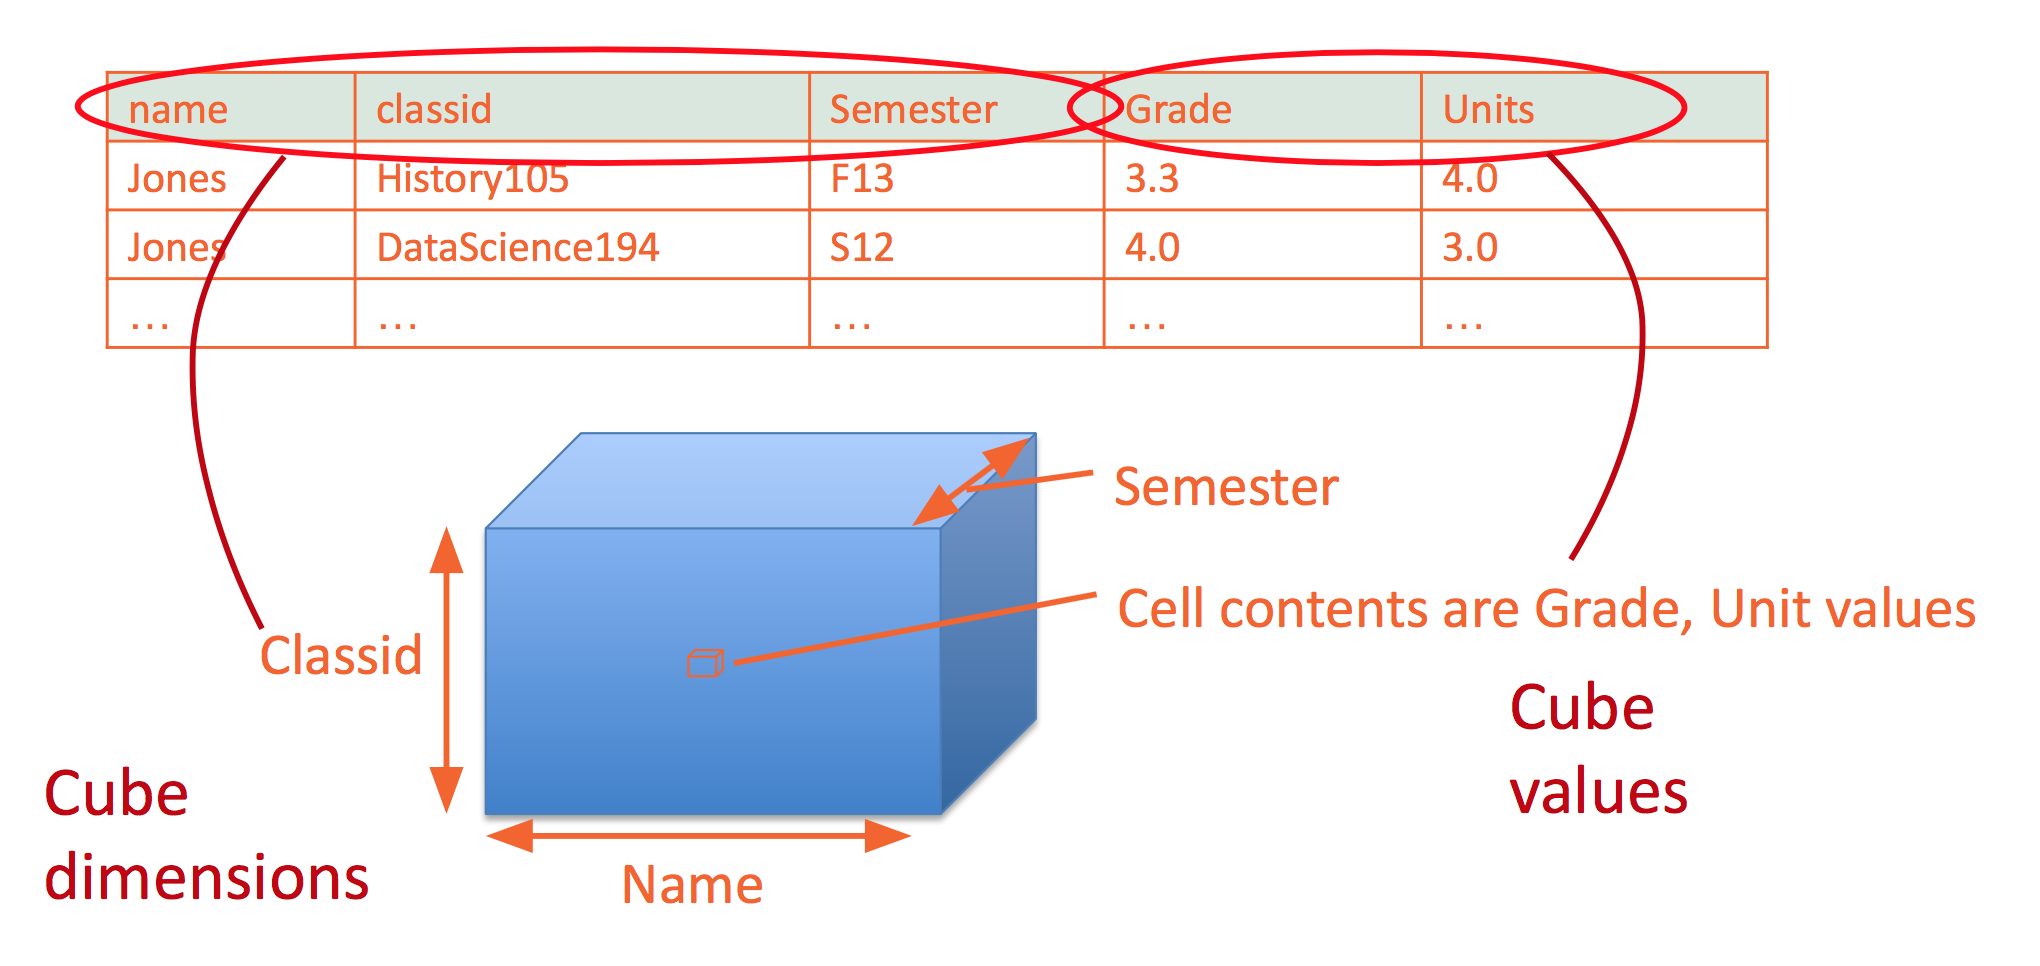 name classid Semester Grade Units
Jones History105 F13 3.3 4.0
Jones DataScience194 S12 4.0 3.0
… … … … …
Semester
Cell contents are Grade, Unit values
Classid
Cube
values
Cube
dimensions
Name